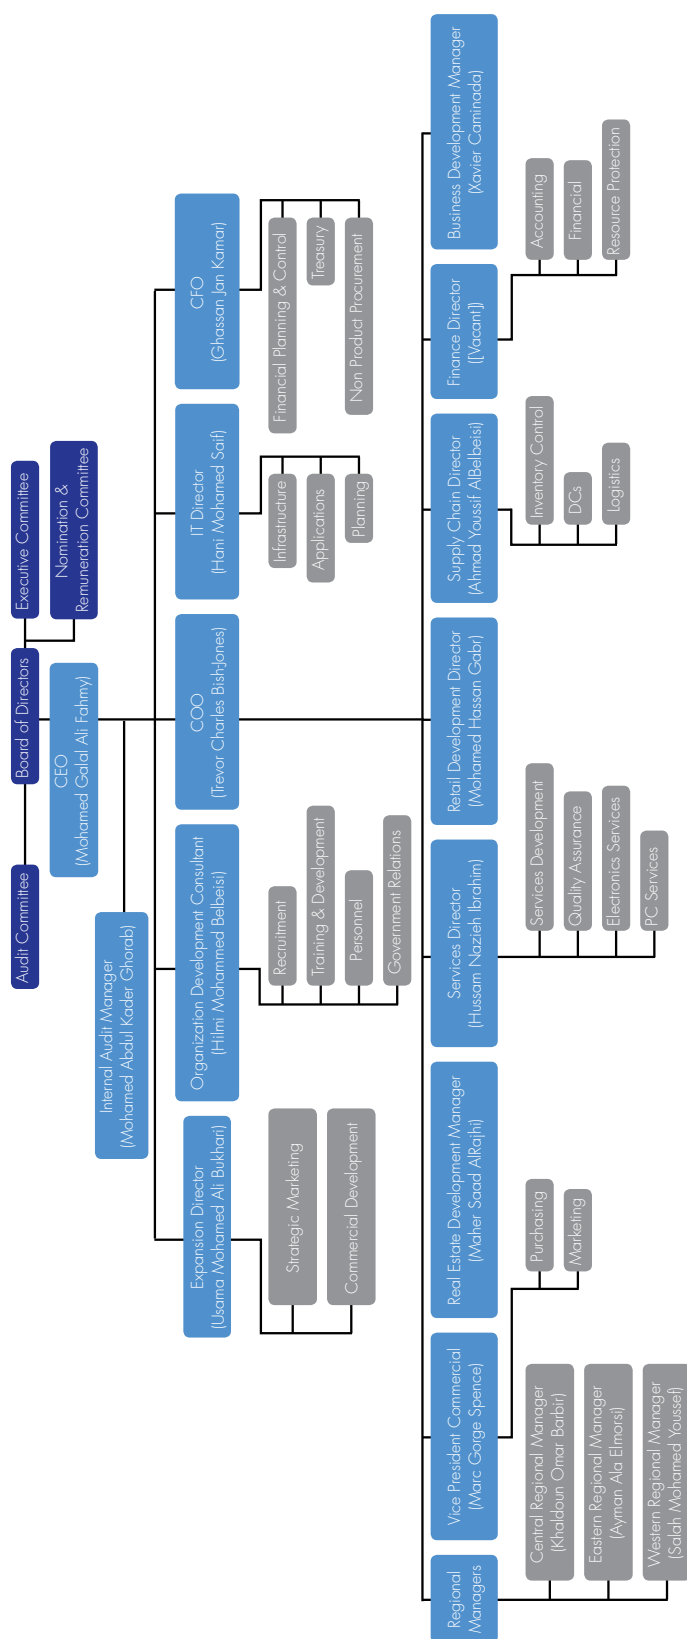 Audit Committee
Board of Directors
Executive Committee
Nomination &
Remuneration Committee
CEO
(Mohamed Galal Ali Fahmy)
Internal Audit Manager
(Mohamed Abdul Kader Ghorab)
Expansion Director
(Usama Mohamed Ali Bukhari)
Strategic Marketing
Commercial Development
Organization Development Consultant
(Hilmi Mohammed Belbeisi)
Recruitment
Training & Development
Personnel
Government Relations
COO
(Trevor Charles Bish-Jones)
IT Director
(Hani Mohamed Saif)
Infrastructure
Applications
Planning
CFO
(Ghassan Jan Kamar)
Financial Planning & Control
Treasury
Non Product Procurement
Regional
Managers
Central Regional Manager
(Khaldoun Omar Barbir)
Eastern Regional Manager
(Ayman Ala Elmorsi)
Western Regional Manager
(Salah Mohamed Youssef)
Vice President Commercial
(Marc Gorge Spence)
Purchasing
Marketing
Real Estate Development Manager
(Maher Saad AlRajhi)
Services Director
(Hussam Nazieh Ibrahim)
Services Development
Quality Assurance
Electronics Services
PC Services
Retail Development Director
(Mohamed Hassan Gabr)
Supply Chain Director
(Ahmad Youssif AlBelbeisi)
Inventory Control
DCs
Logistics
Finance Director
([Vacant])
Accounting
Financial
Resource Protection
Business Development Manager
(Xavier Caminada)